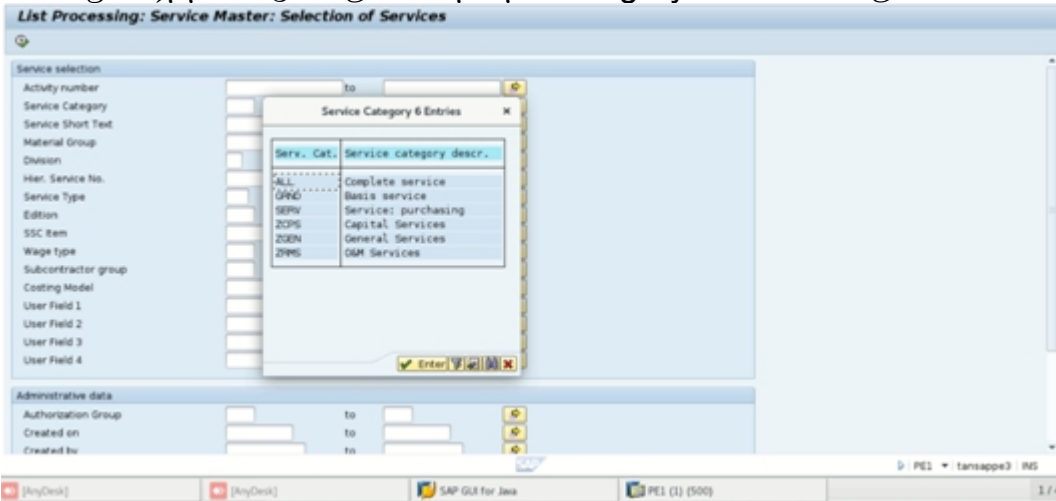 List Processing: Service Master: Selection of Services
Service selection
Activity number to
Service Category
Service Short Text
Material Group
Division
Hier. Service No.
Service Type
Edition
SSC Item
Wage type
Subcontractor group
Costing Model
User Field 1
User Field 2
User Field 3
User Field 4
Service Category 6 Entries
Serv. Cat. Service category descr.
ALL Complete service
GRND Basis service
SERV Service: purchasing
ZCPS Capital Services
ZGEN General Services
ZRMS O&M Services
Enter
Administrative data
Authorization Group to
Created on to
Created by to
SAP
PE1 tansappe3 INS
[AnyDesk] [AnyDesk] SAP GUI for Java PE1 (1) (500)